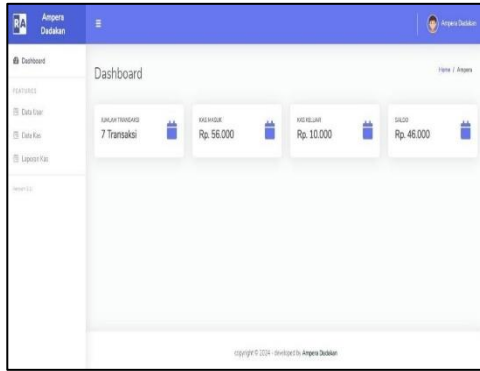 RA
Ampera
Dadakan
Ampera Dadakan
Dashboard
FEATURES
Data User
Data Kas
Laporan Kas
Dashboard
Home / Ampera
JUMLAH TRANSAKSI
7 Transaksi
KAS MASUK
Rp. 56.000
KAS KELUAR
Rp. 10.000
SALDO
Rp. 46.000
copyright © 2024 - developed by Ampera Dadakan